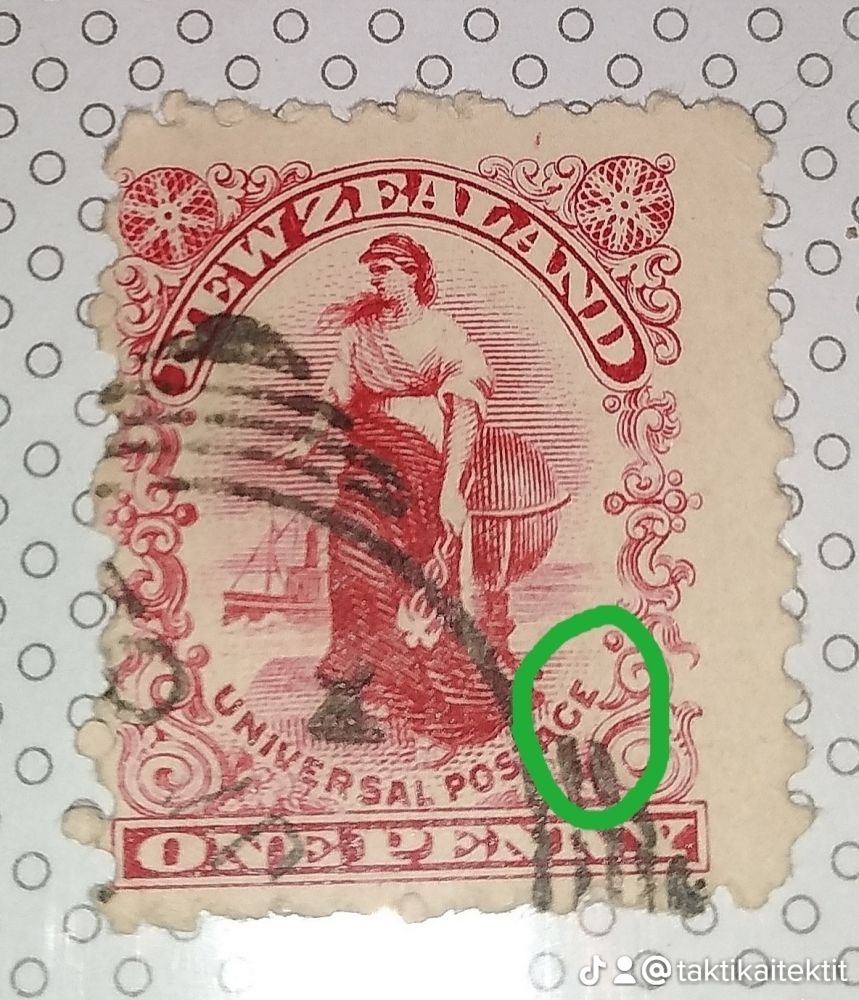 NEW ZEALAND
UNIVERSAL POSTAGE
ONE PENNY
@taktikaitektit